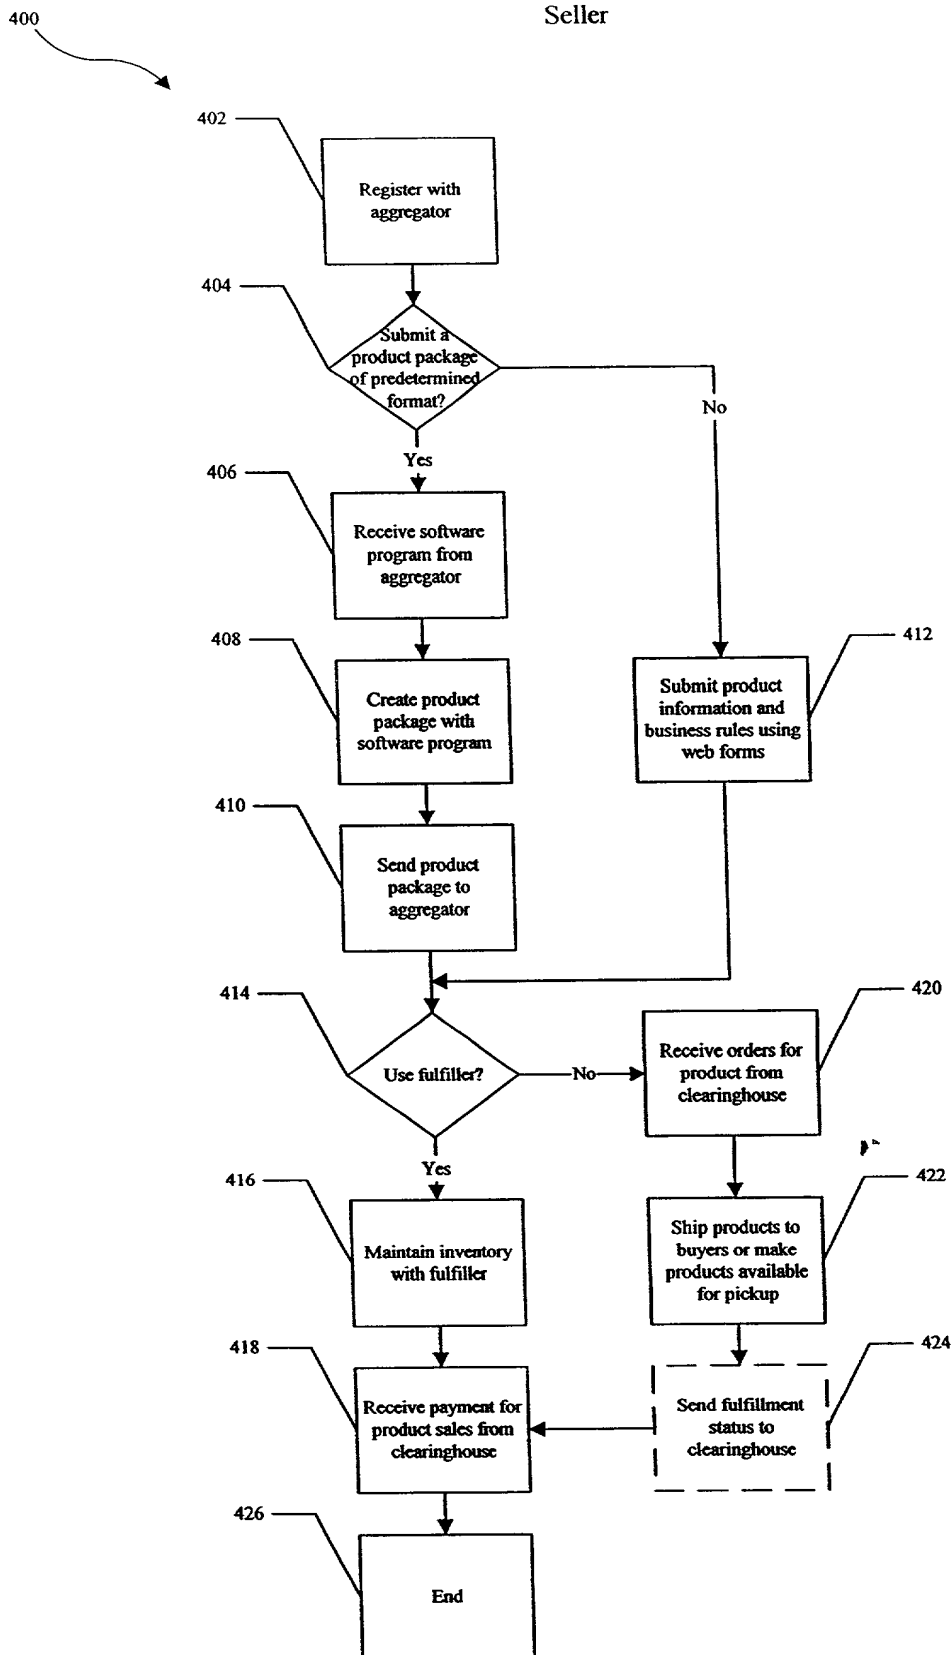 400
Seller
402
Register with
aggregator
404
Submit a
product package
of predetermined
format?
No
Yes
406
Receive software
program from
aggregator
408
Create product
package with
software program
412
Submit product
information and
business rules using
web forms
410
Send product
package to
aggregator
414
Use fulfiller?
No
420
Receive orders for
product from
clearinghouse
Yes
416
Maintain inventory
with fulfiller
422
Ship products to
buyers or make
products available
for pickup
418
Receive payment for
product sales from
clearinghouse
424
Send fulfillment
status to
clearinghouse
426
End